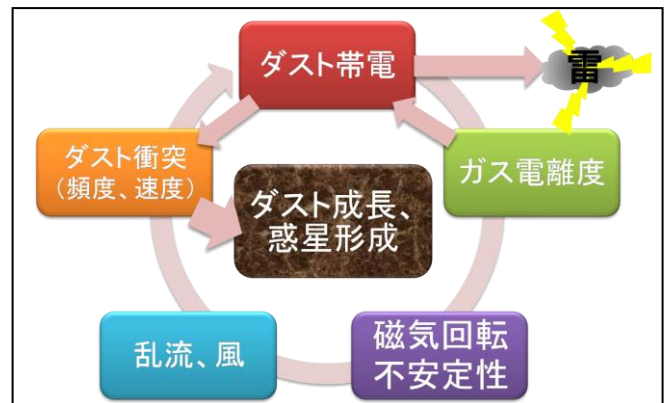 ダスト帯電
雷
ダスト衝突
(頻度、速度)
ガス電離度
ダスト成長、
惑星形成
乱流、風
磁気回転
不安定性